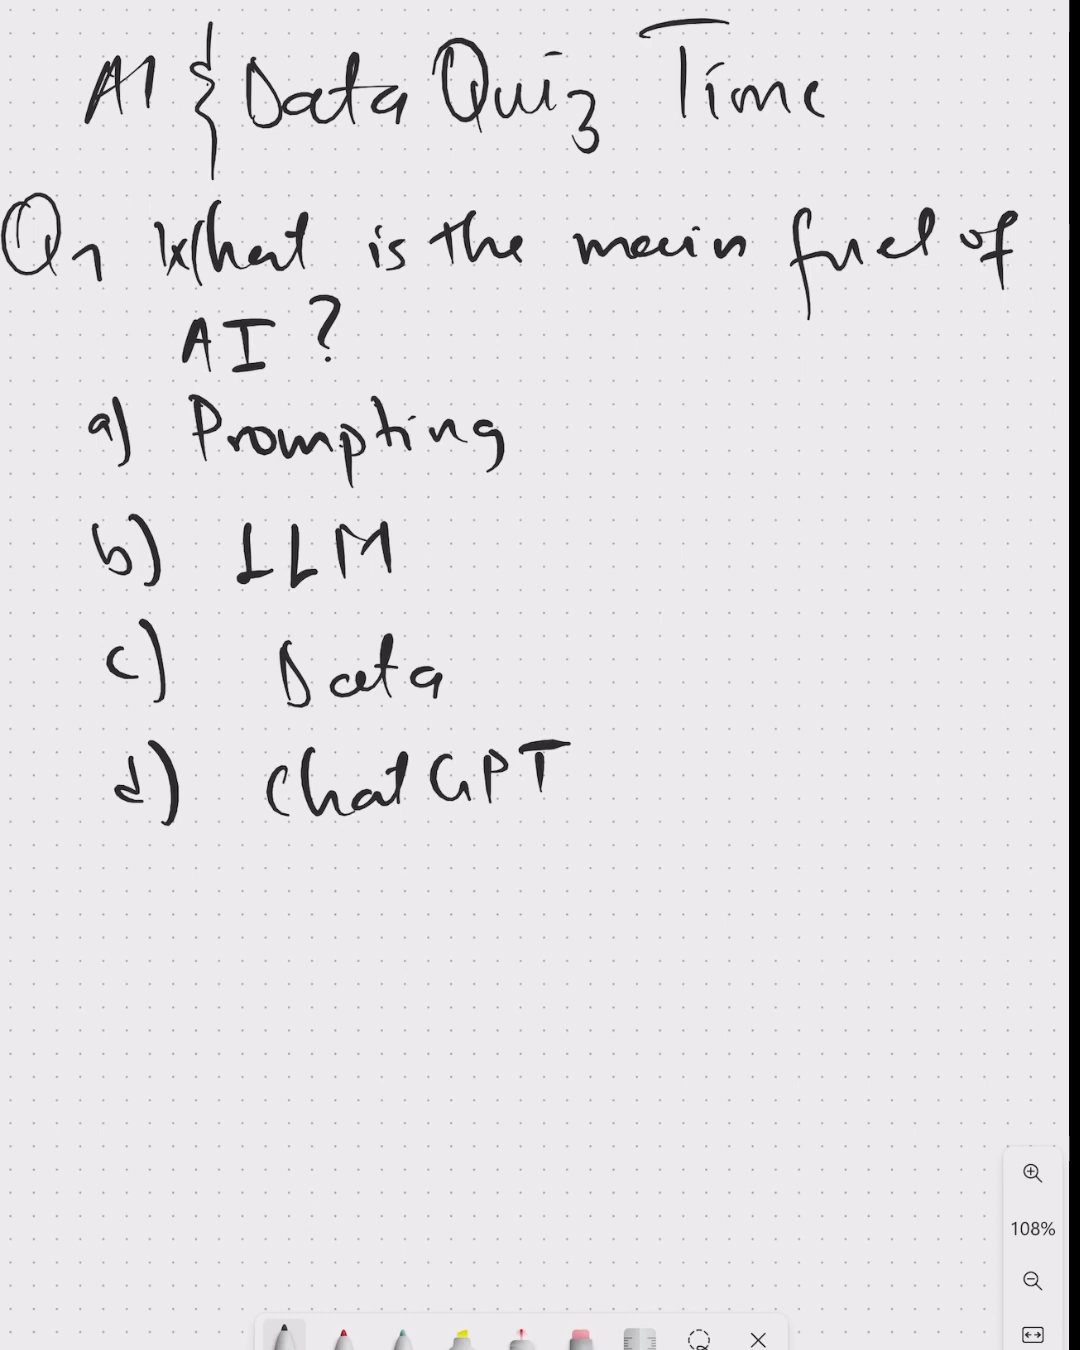 AI & Data Quiz Time
Q1 What is the main fuel of
AI ?
a) Prompting
b) LLM
c) Data
d) ChatGPT
108%